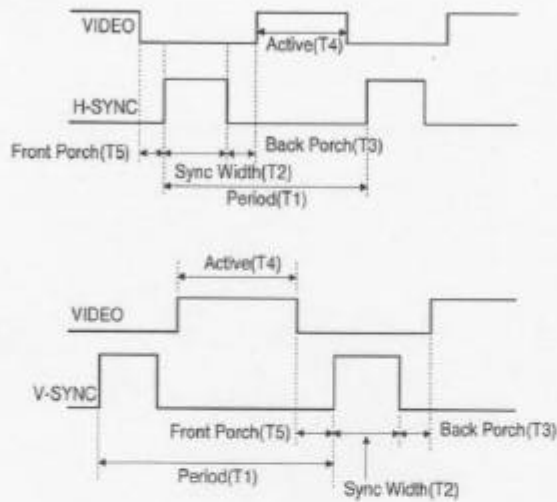 VIDEO
Active(T4)
H-SYNC
Front Porch(T5)
Back Porch(T3)
Sync Width(T2)
Period(T1)
Active(T4)
VIDEO
V-SYNC
Front Porch(T5)
Back Porch(T3)
Period(T1)
Sync Width(T2)